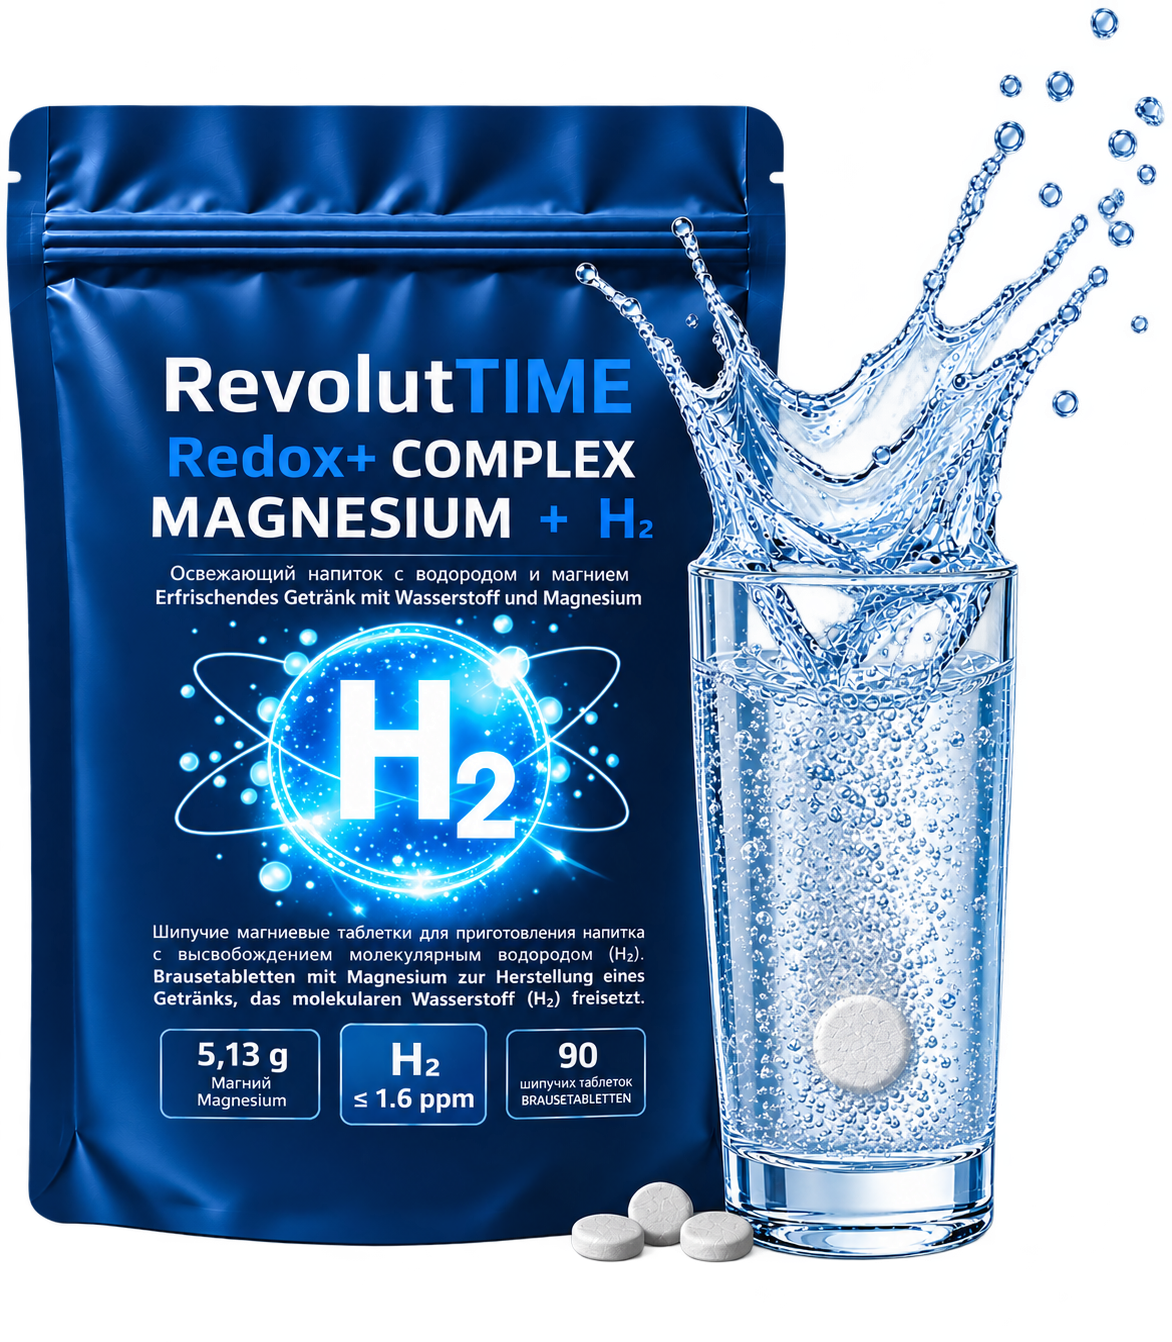 RevolutTIME
Redox+ COMPLEX
MAGNESIUM + H₂
Освежающий напиток с водородом и магнием
Erfrischendes Getränk mit Wasserstoff und Magnesium
H₂
Шипучие магниевые таблетки для приготовления напитка
с высвобождением молекулярным водородом (H₂).
Brausetabletten mit Magnesium zur Herstellung eines
Getränks, das molekularen Wasserstoff (H₂) freisetzt.
5,13 g
Магний
Magnesium
H₂
≤ 1.6 ppm
90
шипучих таблеток
BRAUSETABLETTEN